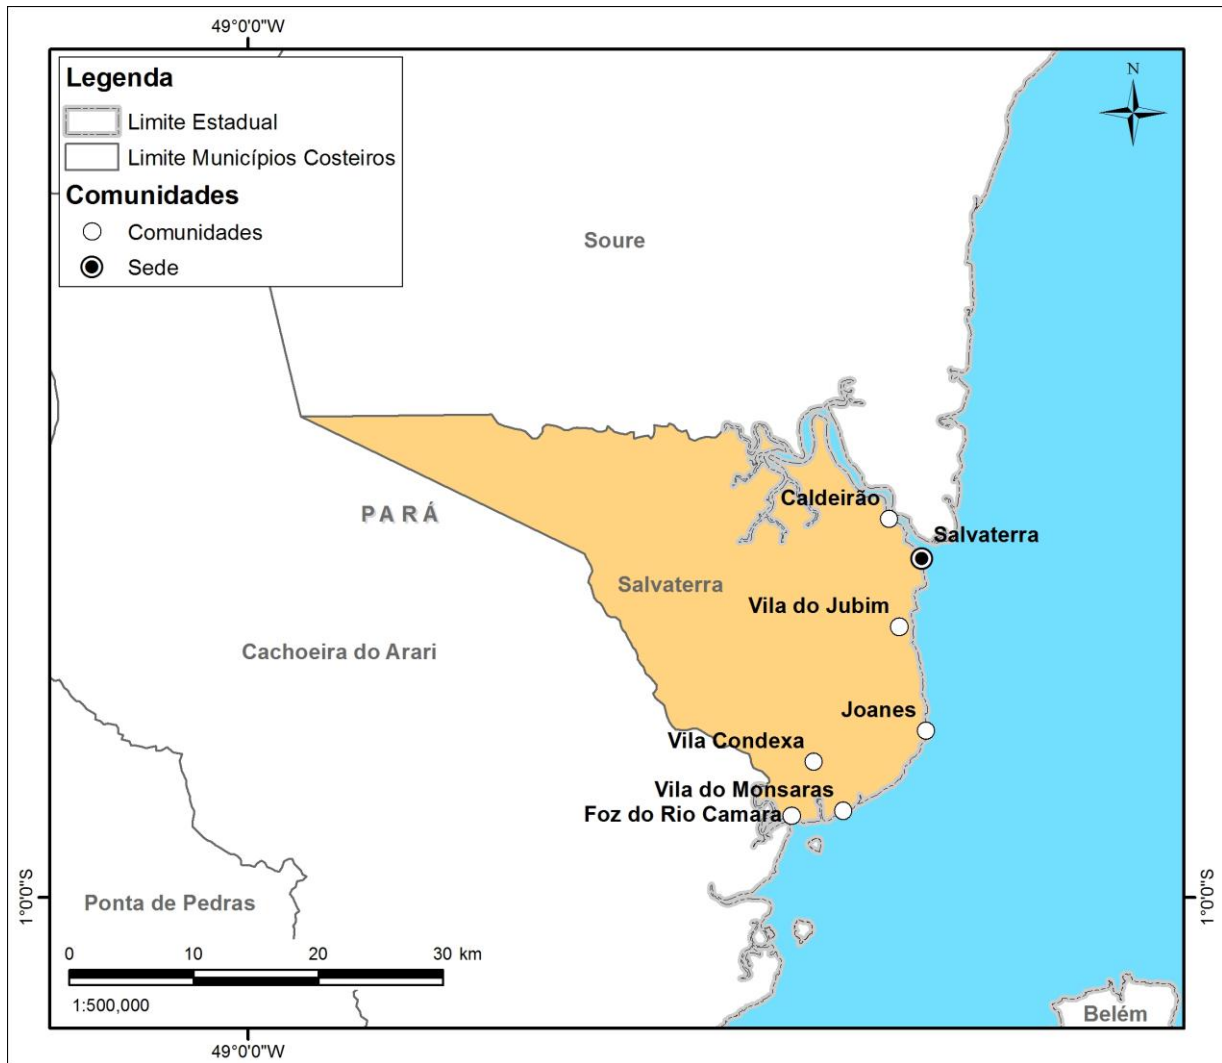 49°0'0"W
N
Legenda
Limite Estadual
Limite Municípios Costeiros
Comunidades
Comunidades
Sede
Soure
Caldeirão
Salvaterra
PARÁ
Salvaterra
Vila do Jubim
Cachoeira do Arari
Joanes
Vila Condexa
Vila do Monsaras
Foz do Rio Camara
1°0'0"S
1°0'0"S
Ponta de Pedras
0 10 20 30 km
1:500,000
Belém
49°0'0"W